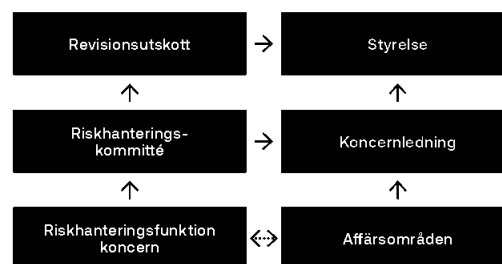 Revisionsutskott
Styrelse
Riskhanterings-
kommitté
Koncernledning
Riskhanteringsfunktion
koncern
Affärsområden